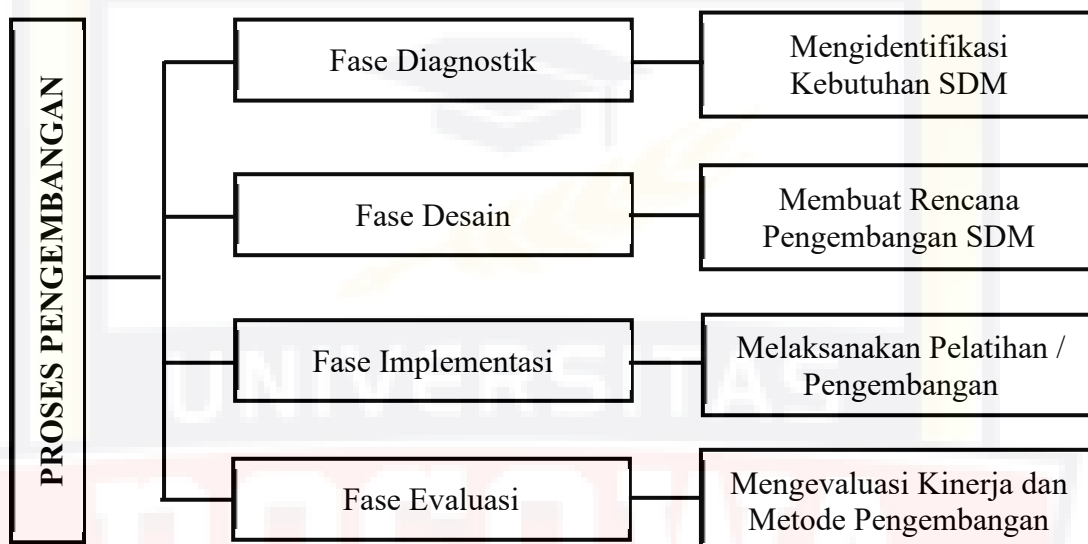 PROSES PENGEMBANGAN
Fase Diagnostik
Mengidentifikasi
Kebutuhan SDM
Fase Desain
Membuat Rencana
Pengembangan SDM
Fase Implementasi
Melaksanakan Pelatihan /
Pengembangan
Fase Evaluasi
Mengevaluasi Kinerja dan
Metode Pengembangan
UNIVERSITAS